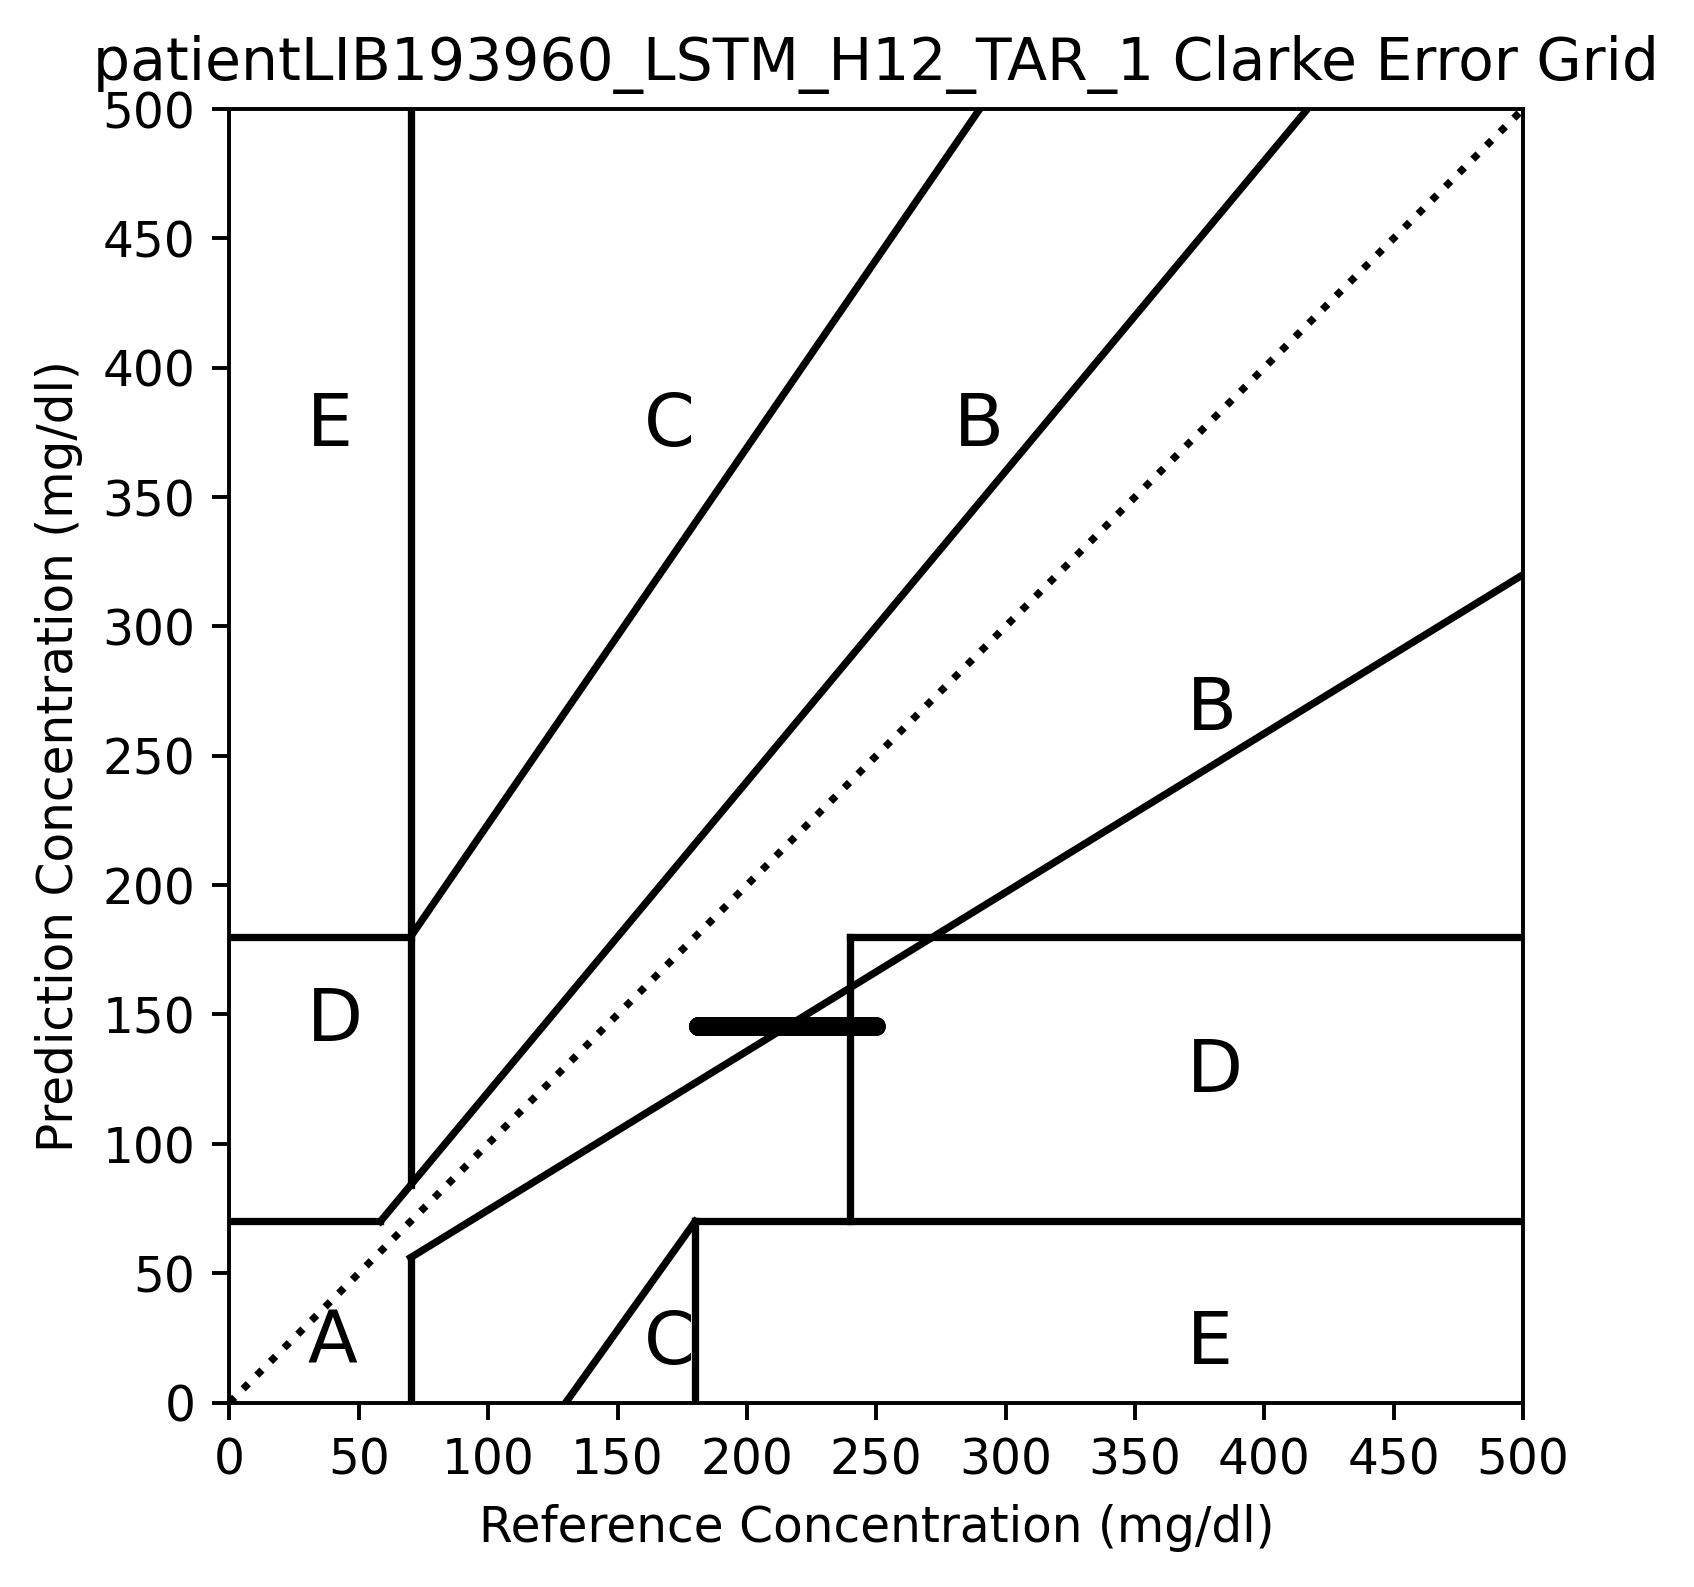 patientLIB193960_LSTM_H12_TAR_1 Clarke Error Grid
500
450
400
350
300
250
200
150
100
50
0
Prediction Concentration (mg/dl)
E
C
B
B
D
D
A
C
E
0 50 100 150 200 250 300 350 400 450 500
Reference Concentration (mg/dl)